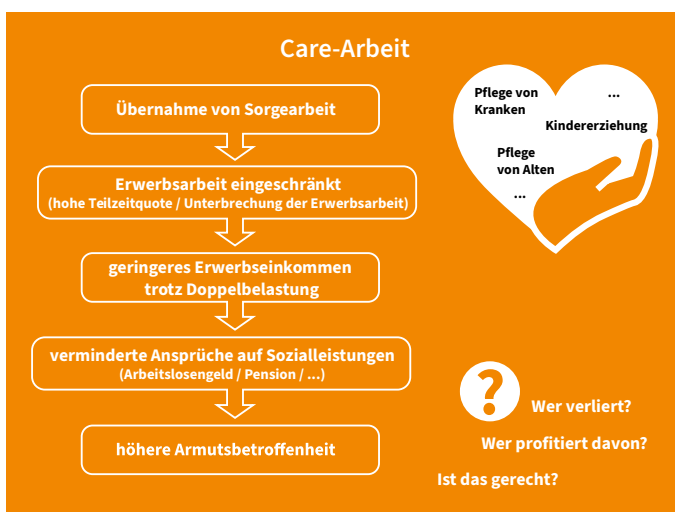 Care-Arbeit
Übernahme von Sorgearbeit
Erwerbsarbeit eingeschränkt
(hohe Teilzeitquote / Unterbrechung der Erwerbsarbeit)
geringeres Erwerbseinkommen
trotz Doppelbelastung
verminderte Ansprüche auf Sozialleistungen
(Arbeitslosengeld / Pension / ...)
höhere Armutsbetroffenheit
Pflege von
Kranken
...
Kindererziehung
Pflege
von Alten
...
?
Wer verliert?
Wer profitiert davon?
Ist das gerecht?